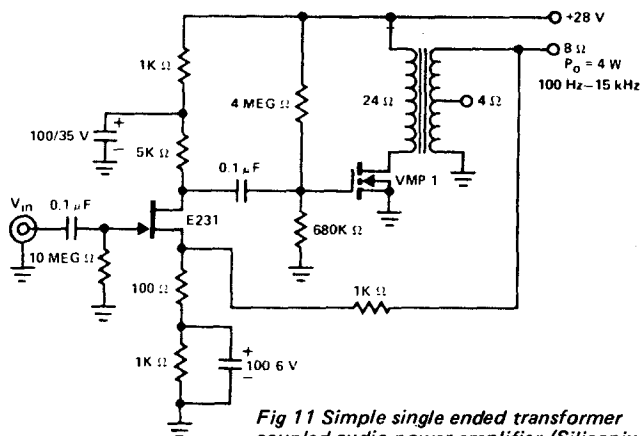 +28 V
1K Ω
8 Ω
P₀ = 4 W
100 Hz–15 kHz
4 MEG Ω
24 Ω
4 Ω
100/35 V
+
−
5K Ω
0.1 μF
VMP 1
Vin
0.1 μF
E231
680K Ω
10 MEG Ω
100 Ω
1K Ω
1K Ω
+
−
100 6 V
Fig 11 Simple single ended transformer